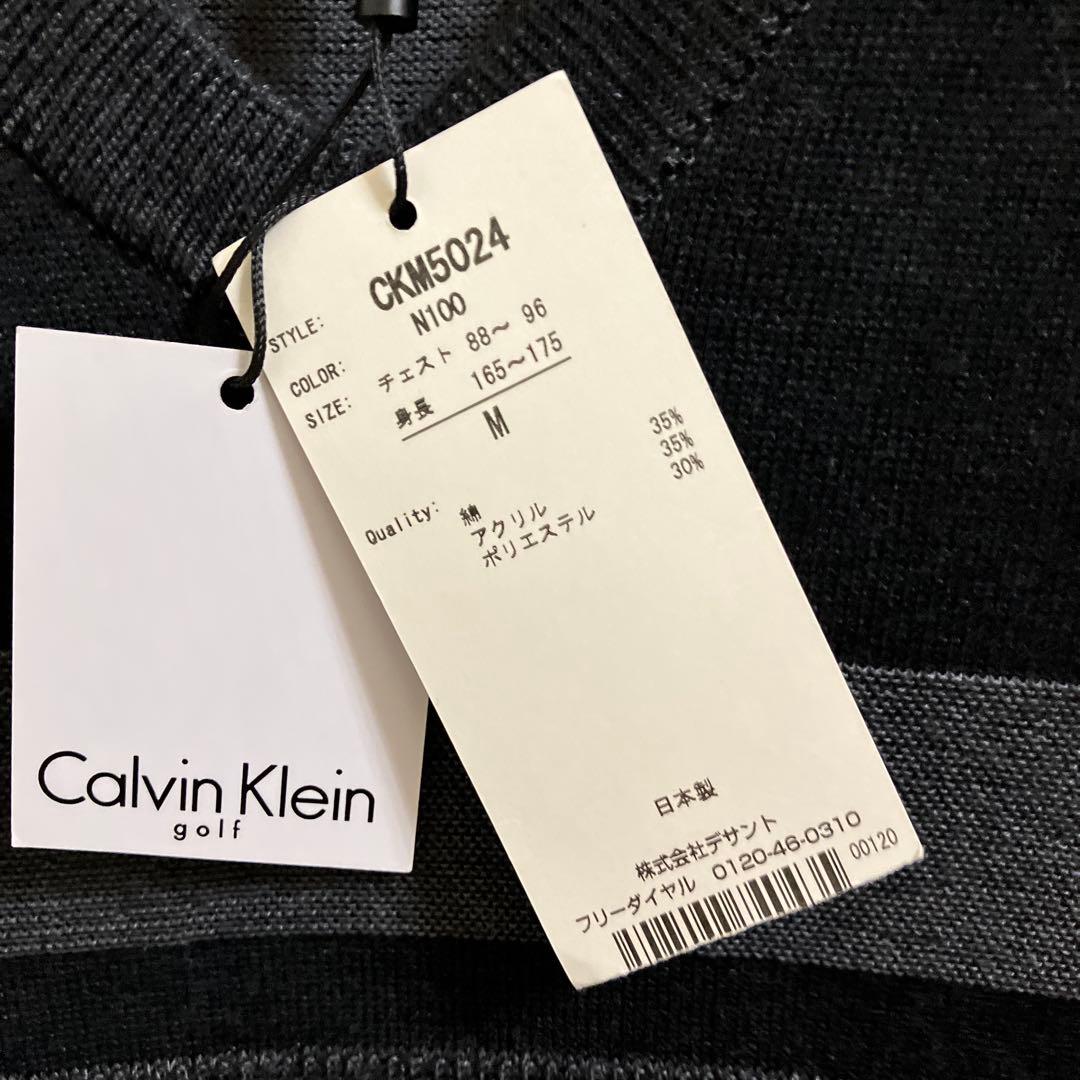 STYLE: CKM5024
COLOR: N100
SIZE: チェスト 88～ 96
身長 165～175
M
Quality: 綿 35%
アクリル 35%
ポリエステル 30%
日本製
株式会社デサント
フリーダイヤル 0120-46-0310
00120
Calvin Klein
golf